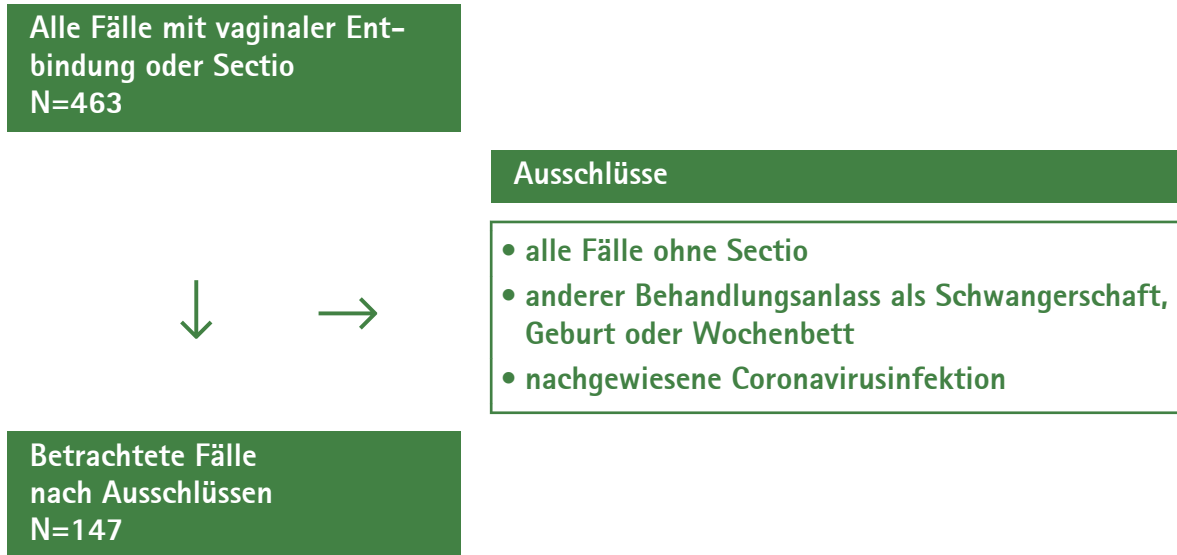 Alle Fälle mit vaginaler Ent-
bindung oder Sectio
N=463
Ausschlüsse
• alle Fälle ohne Sectio
• anderer Behandlungsanlass als Schwangerschaft,
Geburt oder Wochenbett
• nachgewiesene Coronavirusinfektion
Betrachtete Fälle
nach Ausschlüssen
N=147